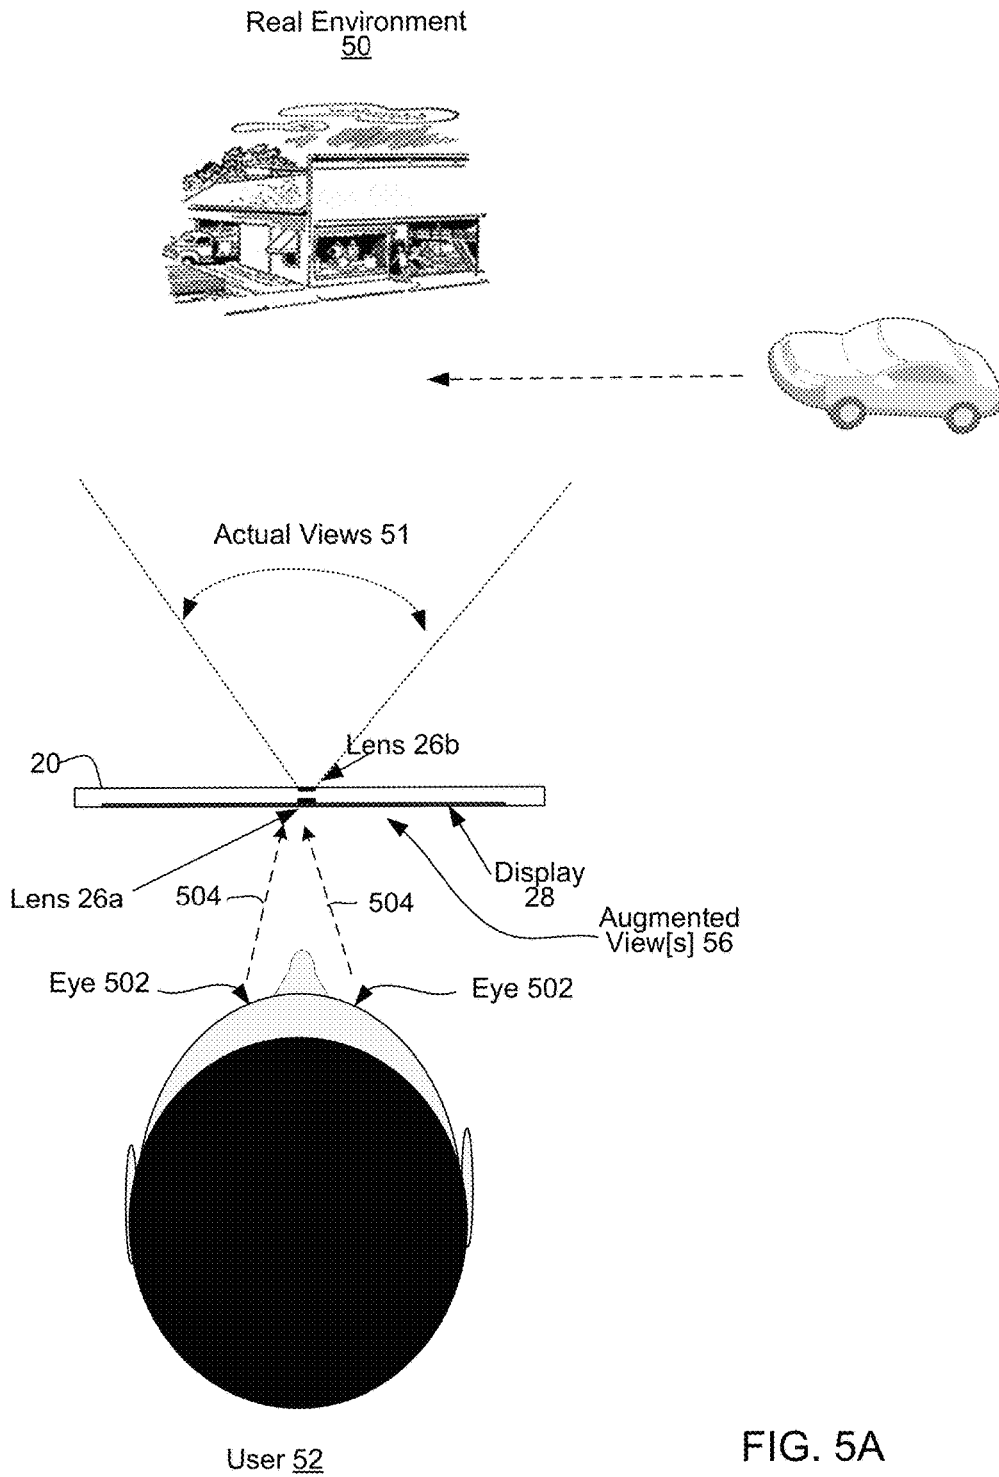 Real Environment
50
Actual Views 51
Lens 26b
20
Display
28
Lens 26a
504
504
Augmented
View[s] 56
Eye 502
Eye 502
User 52
FIG. 5A